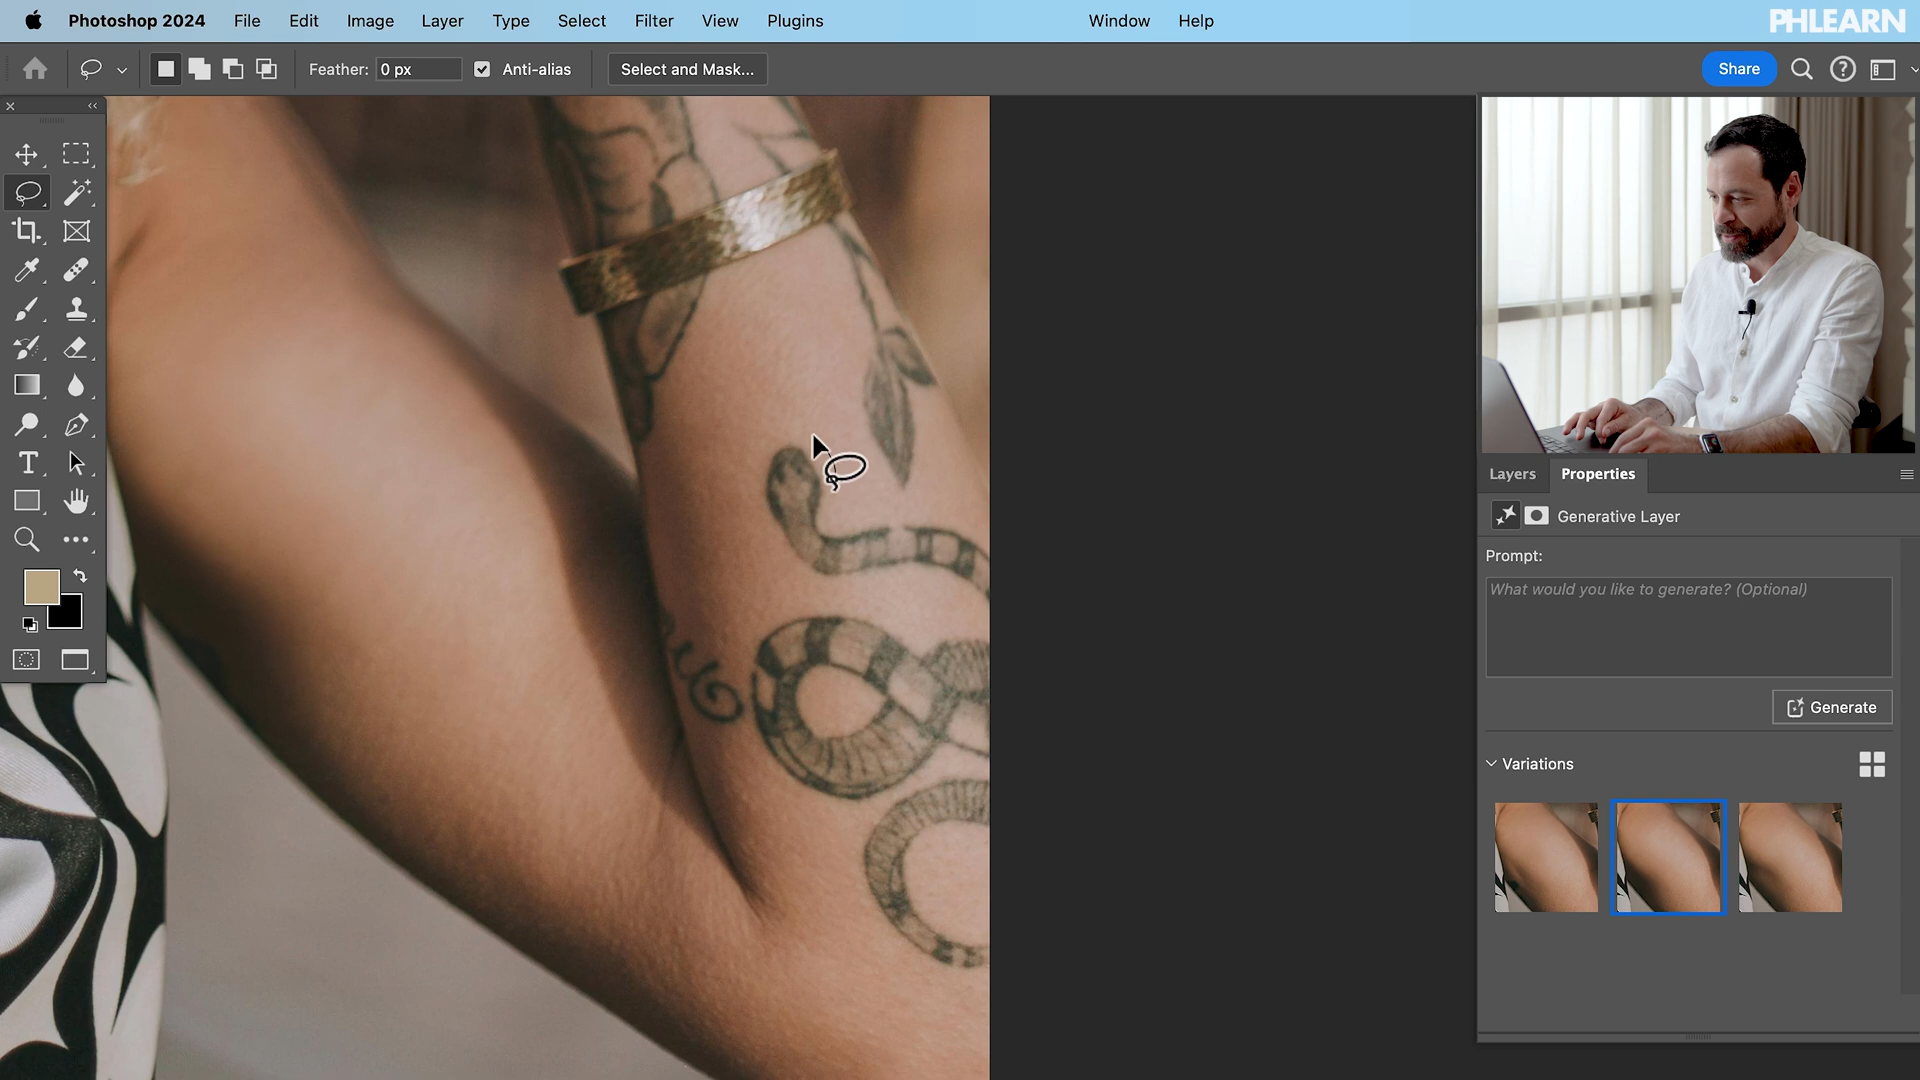 Photoshop 2024 File Edit Image Layer Type Select Filter View Plugins Window Help
PHLEARN
Feather: 0 px Anti-alias Select and Mask... Share
Layers Properties
Generative Layer
Prompt:
What would you like to generate? (Optional)
Generate
Variations